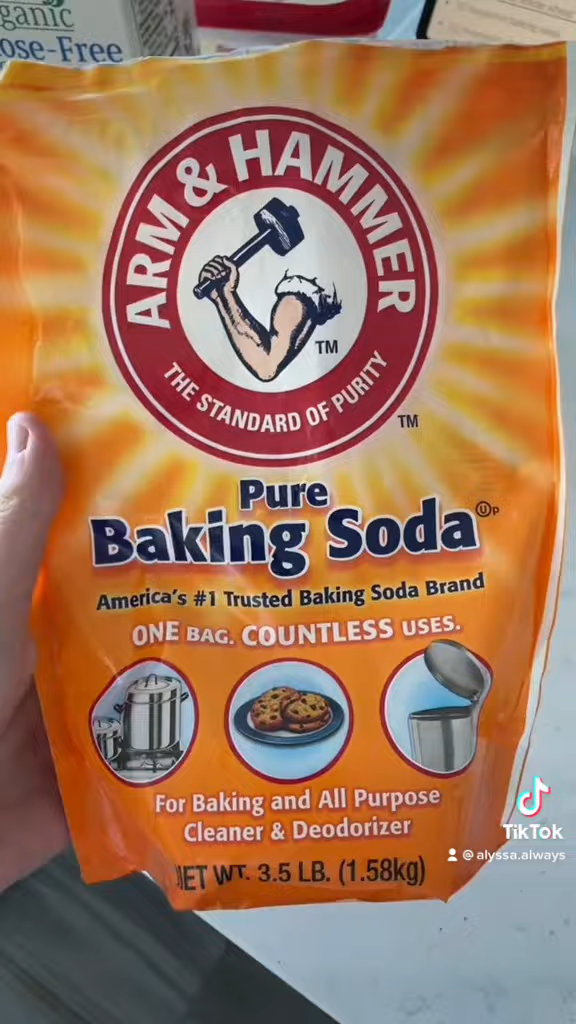 ganic
ose-Free
ARM & HAMMER
TM
THE STANDARD OF PURITY
TM
Pure
Baking Soda ⓊP
America's #1 Trusted Baking Soda Brand
ONE BAG. COUNTLESS USES.
For Baking and All Purpose
Cleaner & Deodorizer
NET WT. 3.5 LB. (1.58kg)
TikTok
@alyssa.always